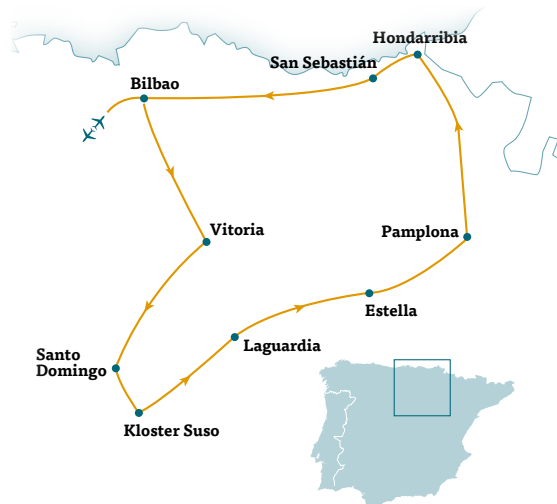 Hondarribia
San Sebastián
Bilbao
Vitoria
Pamplona
Estella
Laguardia
Santo
Domingo
Kloster Suso